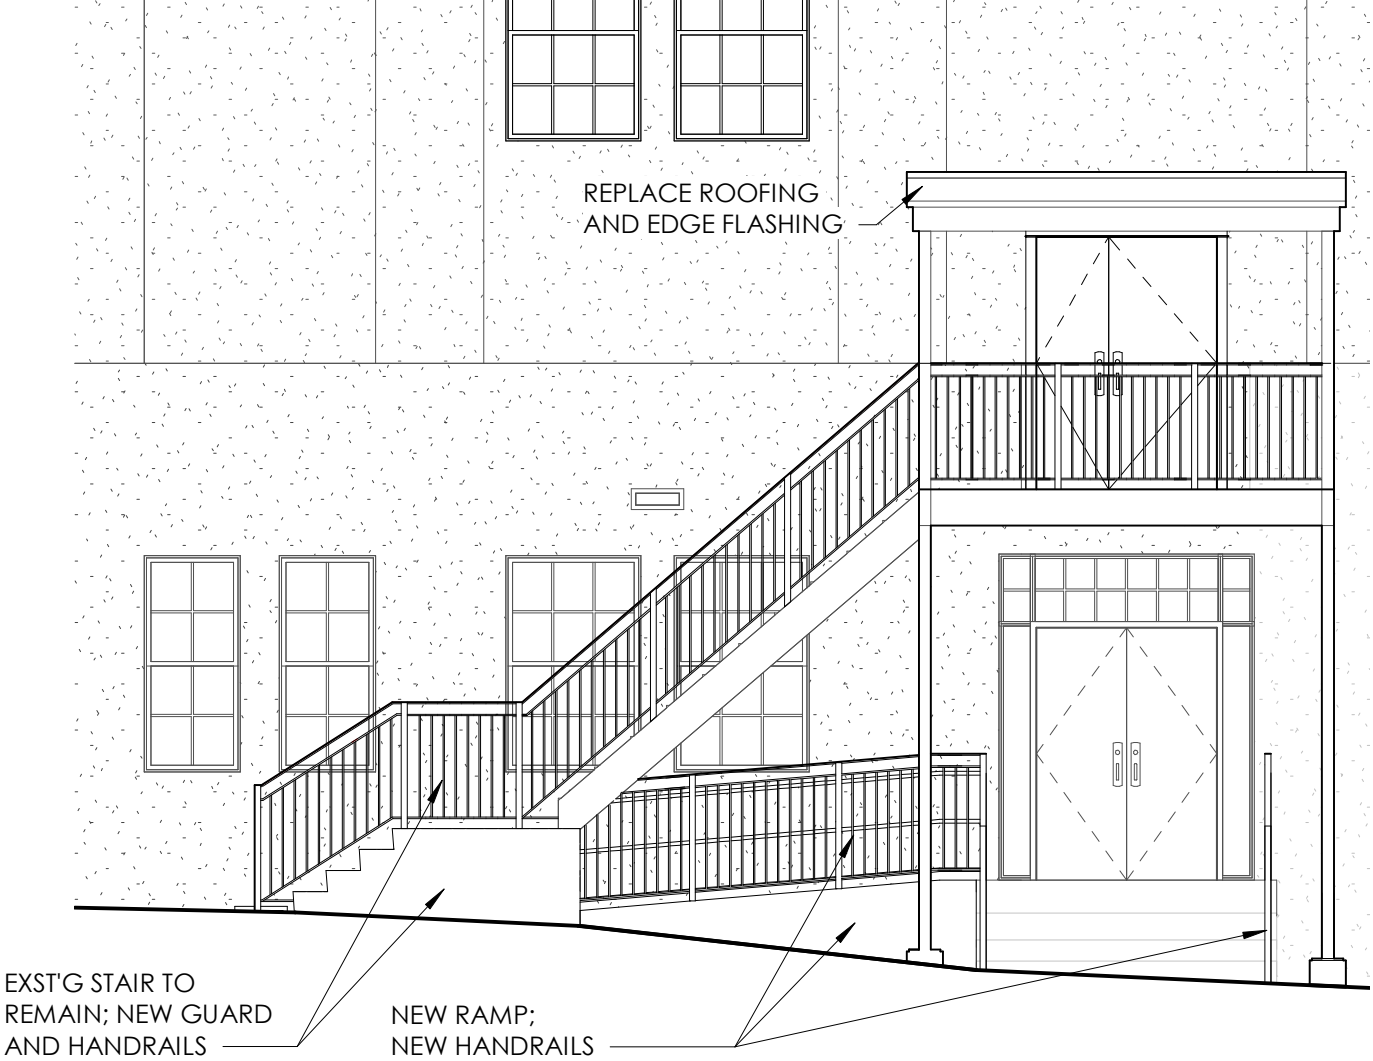 REPLACE ROOFING
AND EDGE FLASHING
EXST'G STAIR TO
REMAIN; NEW GUARD
AND HANDRAILS
NEW RAMP;
NEW HANDRAILS